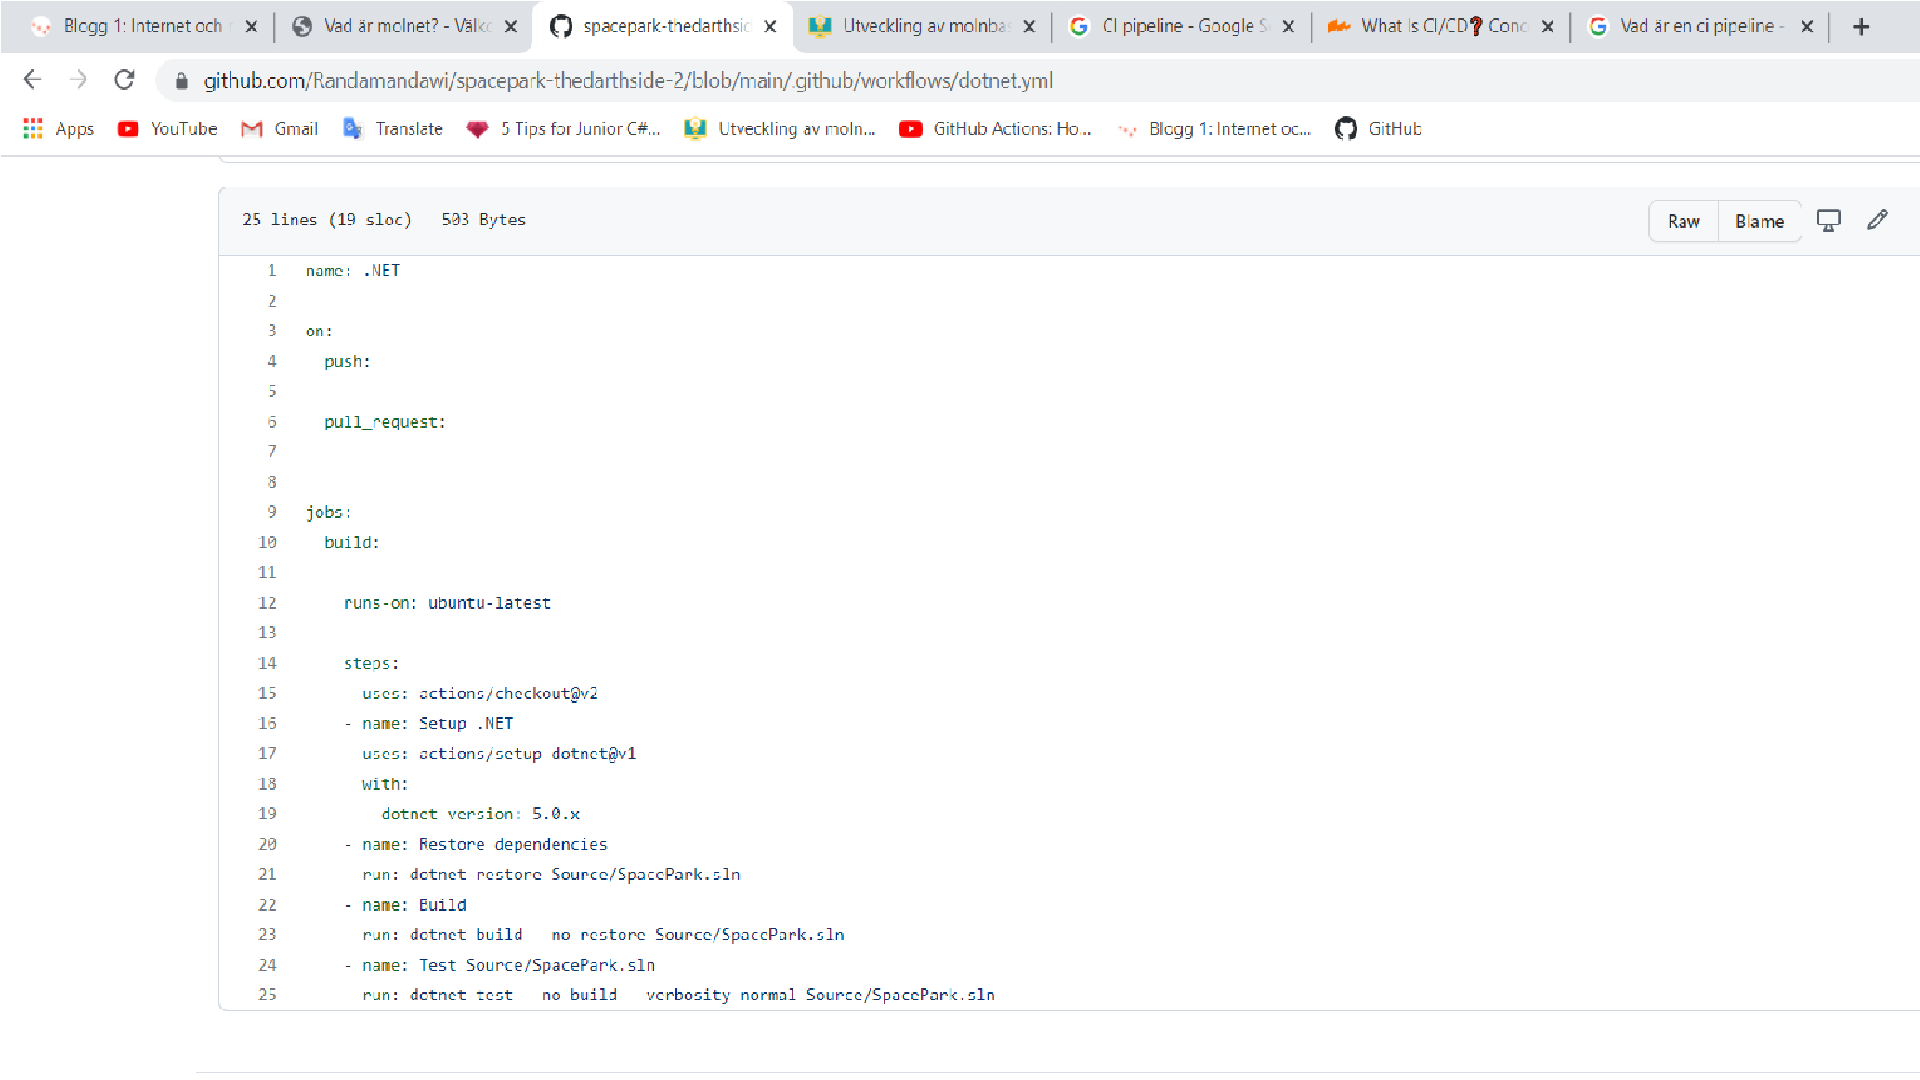 Blogg 1: Internet och
Vad är molnet? - Välko
spacepark-thedarthsid
Utveckling av molnbas
CI pipeline - Google S
What Is CI/CD❓ Conc
Vad är en ci pipeline -
github.com/Randamandawi/spacepark-thedarthside-2/blob/main/.github/workflows/dotnet.yml
Apps YouTube Gmail Translate 5 Tips for Junior C#... Utveckling av moln... GitHub Actions: Ho... Blogg 1: Internet oc... GitHub
25 lines (19 sloc) 503 Bytes
Raw Blame
1 name: .NET
2
3 on:
4 push:
5
6 pull_request:
7
8
9 jobs:
10 build:
11
12 runs-on: ubuntu-latest
13
14 steps:
15 uses: actions/checkout@v2
16 - name: Setup .NET
17 uses: actions/setup dotnet@v1
18 with:
19 dotnet version: 5.0.x
20 - name: Restore dependencies
21 run: dotnet restore Source/SpacePark.sln
22 - name: Build
23 run: dotnet build no restore Source/SpacePark.sln
24 - name: Test Source/SpacePark.sln
25 run: dotnet test no build verbosity normal Source/SpacePark.sln